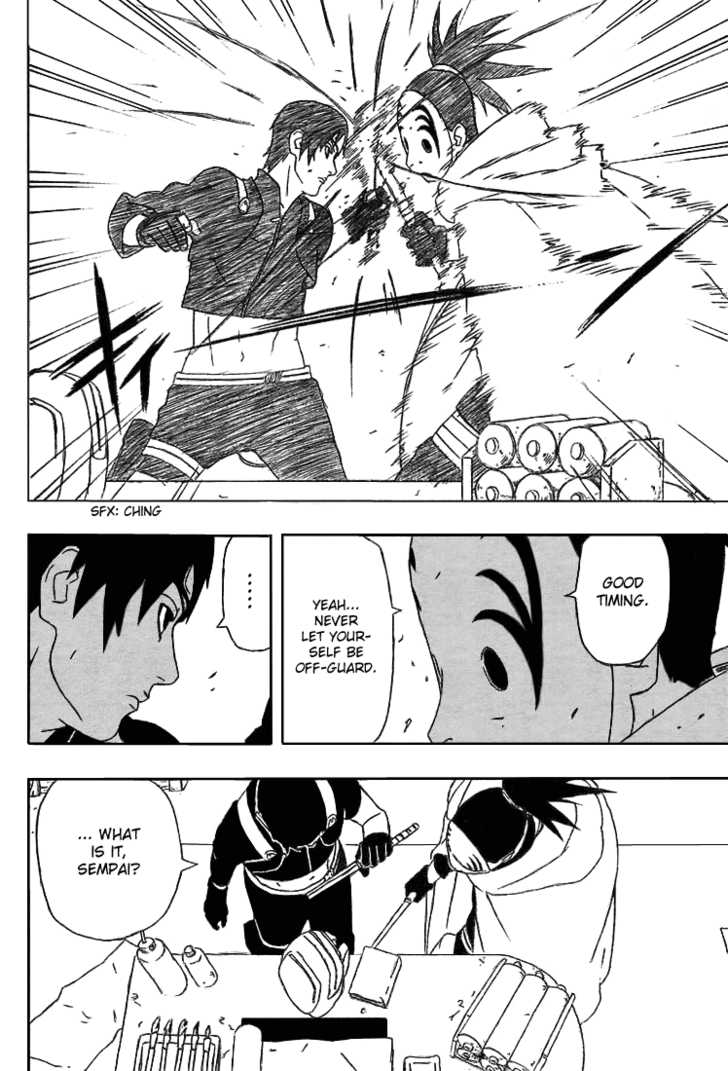 SFX: CHING
GOOD
TIMING.
YEAH...
NEVER
LET YOUR-
SELF BE
OFF-GUARD.
......
... WHAT
IS IT,
SEMPAI?